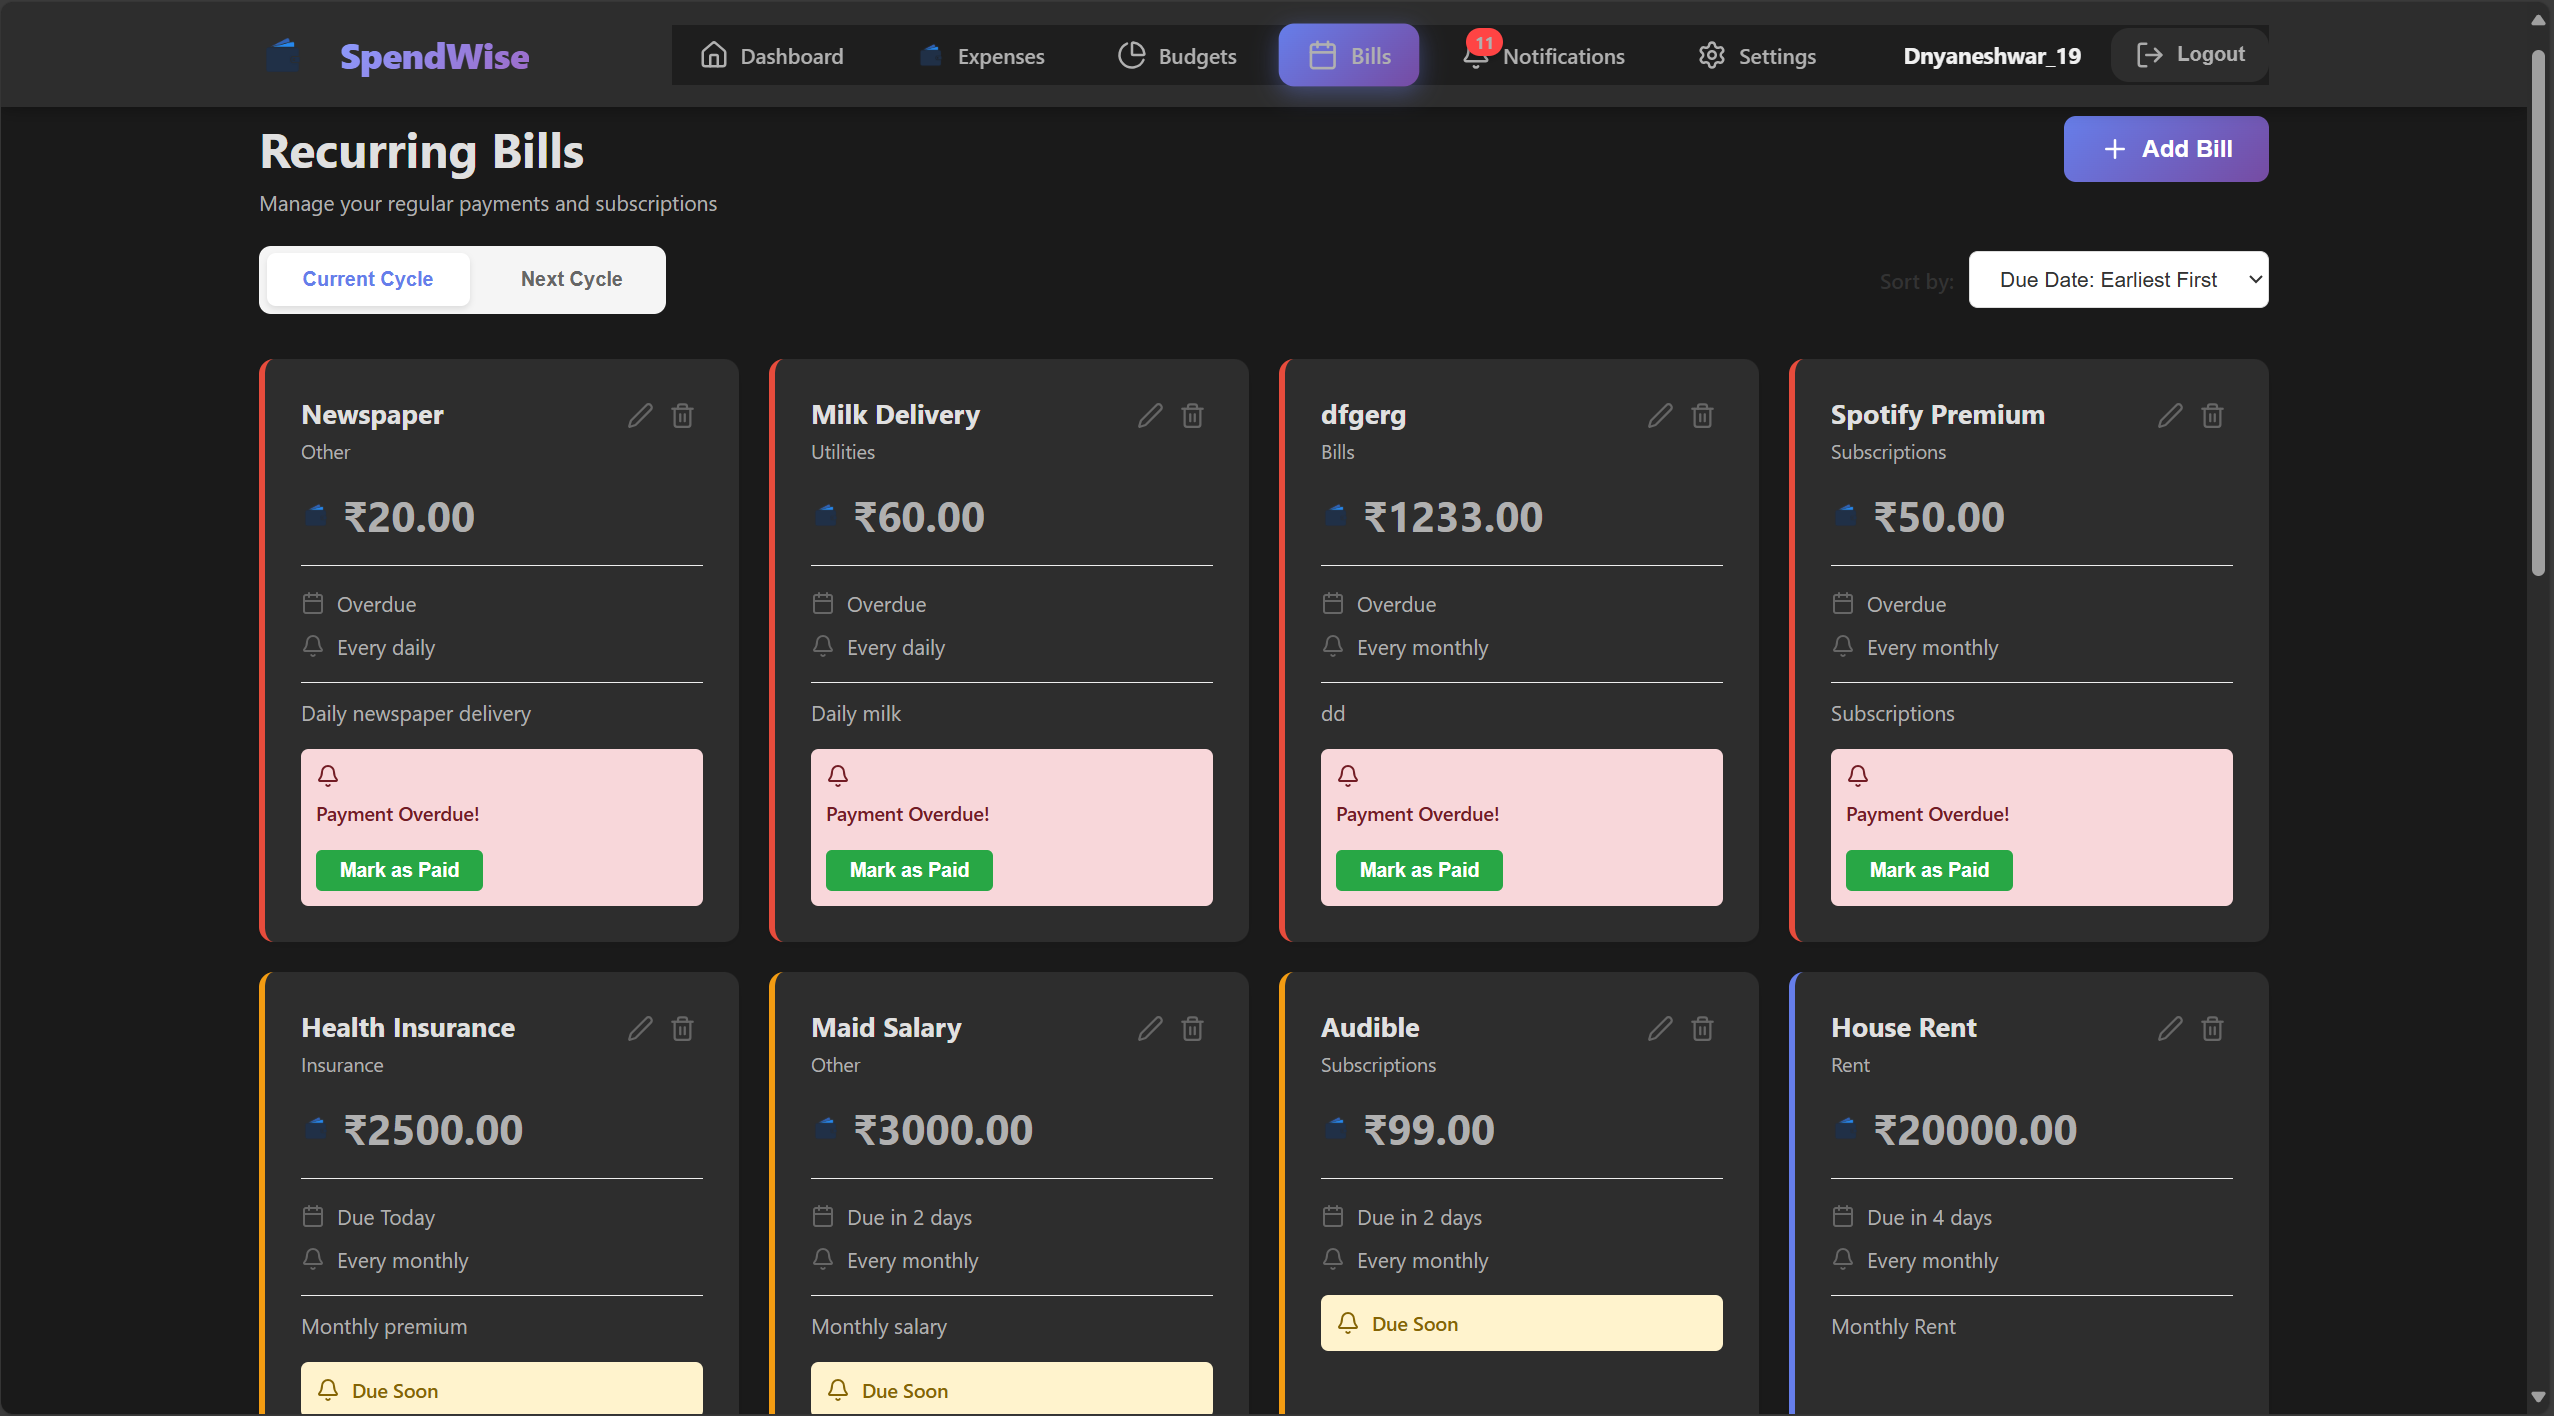 SpendWise
Dashboard
Expenses
Budgets
Bills
11
Notifications
Settings
Dnyaneshwar_19
Logout
Recurring Bills
+ Add Bill
Manage your regular payments and subscriptions
Current Cycle
Next Cycle
Sort by:
Due Date: Earliest First
Newspaper
Other
₹20.00
Overdue
Every daily
Daily newspaper delivery
Payment Overdue!
Mark as Paid
Milk Delivery
Utilities
₹60.00
Overdue
Every daily
Daily milk
Payment Overdue!
Mark as Paid
dfgerg
Bills
₹1233.00
Overdue
Every monthly
dd
Payment Overdue!
Mark as Paid
Spotify Premium
Subscriptions
₹50.00
Overdue
Every monthly
Subscriptions
Payment Overdue!
Mark as Paid
Health Insurance
Insurance
₹2500.00
Due Today
Every monthly
Monthly premium
Due Soon
Maid Salary
Other
₹3000.00
Due in 2 days
Every monthly
Monthly salary
Due Soon
Audible
Subscriptions
₹99.00
Due in 2 days
Every monthly
Due Soon
House Rent
Rent
₹20000.00
Due in 4 days
Every monthly
Monthly Rent